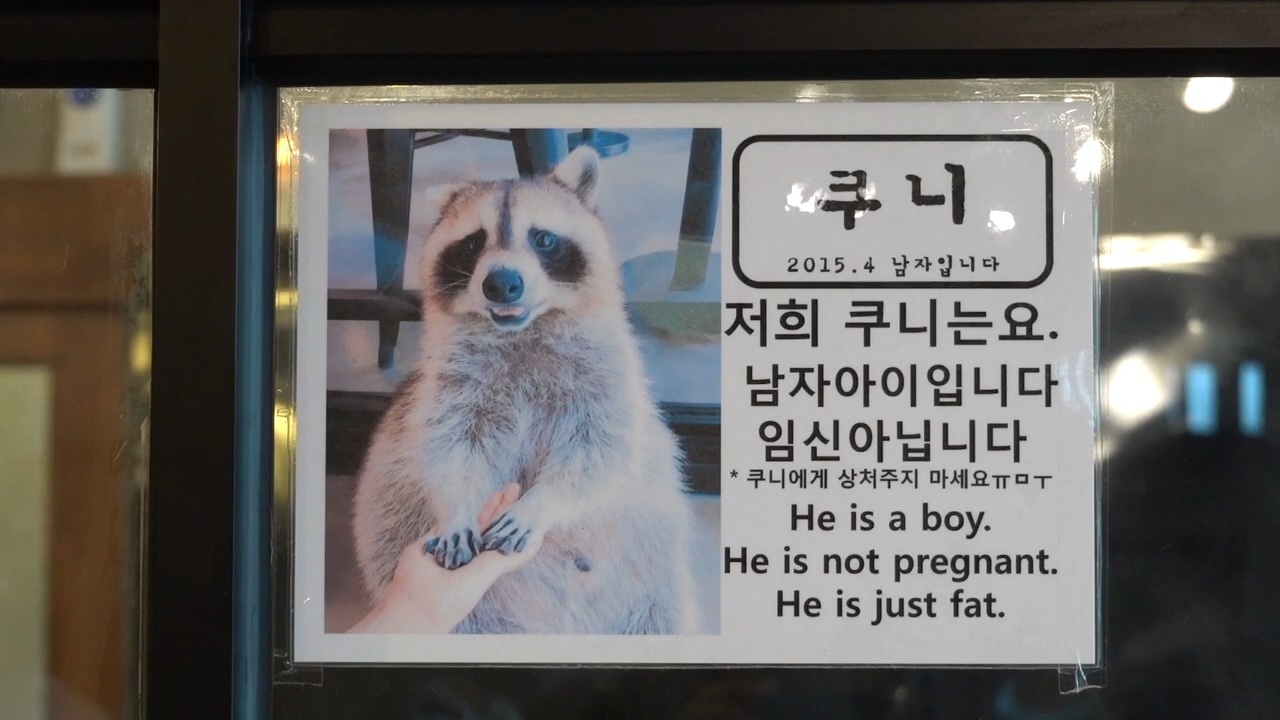 쿠니
2015.4 남자입니다
저희 쿠니는요.
남자아이입니다
임신아닙니다
* 쿠니에게 상처주지 마세요ㅠㅁㅜ
He is a boy.
He is not pregnant.
He is just fat.